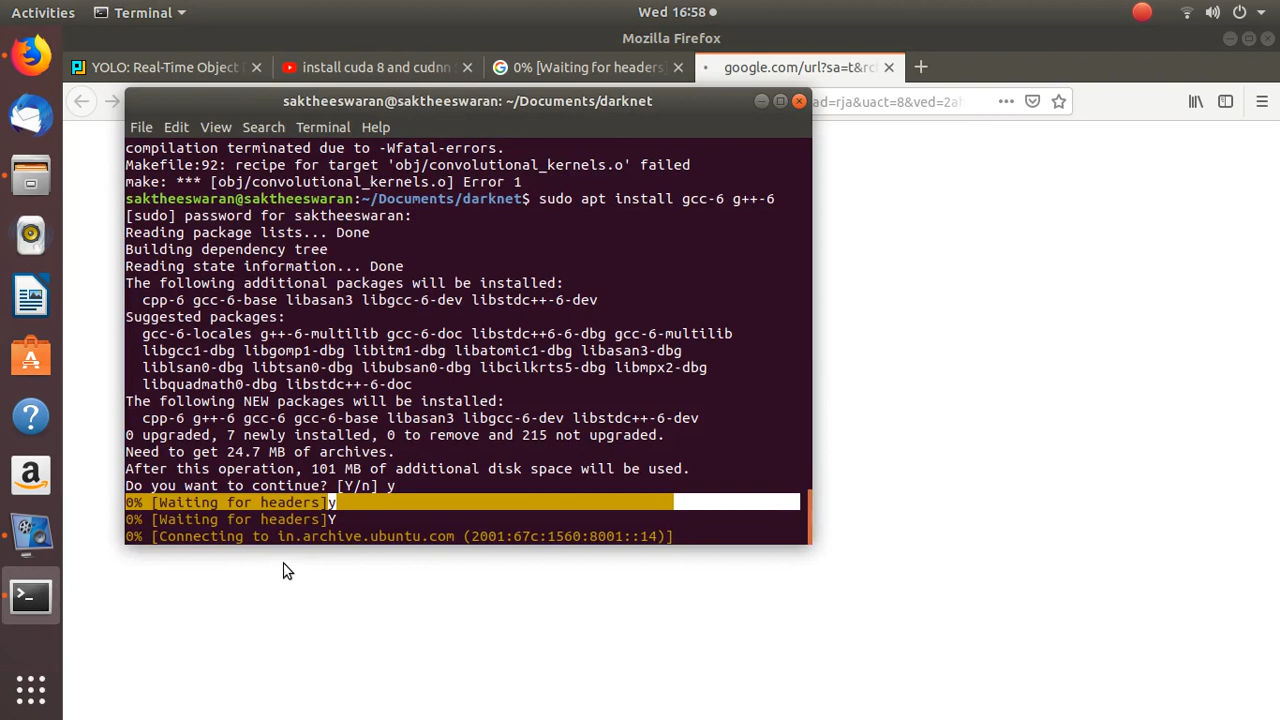 Activities
Terminal
Wed 16:58
Mozilla Firefox
YOLO: Real-Time Object
install cuda 8 and cudnn
0% [Waiting for headers]
google.com/url?sa=t&rc
ad=rja&uact=8&ved=2a
saktheeswaran@saktheeswaran: ~/Documents/darknet
File Edit View Search Terminal Help
compilation terminated due to -Wfatal-errors.
Makefile:92: recipe for target 'obj/convolutional_kernels.o' failed
make: *** [obj/convolutional_kernels.o] Error 1
saktheeswaran@saktheeswaran:~/Documents/darknet$ sudo apt install gcc-6 g++-6
[sudo] password for saktheeswaran:
Reading package lists... Done
Building dependency tree
Reading state information... Done
The following additional packages will be installed:
cpp-6 gcc-6-base libasan3 libgcc-6-dev libstdc++-6-dev
Suggested packages:
gcc-6-locales g++-6-multilib gcc-6-doc libstdc++6-6-dbg gcc-6-multilib
libgcc1-dbg libgomp1-dbg libitm1-dbg libatomic1-dbg libasan3-dbg
liblsan0-dbg libtsan0-dbg libubsan0-dbg libcilkrts5-dbg libmpx2-dbg
libquadmath0-dbg libstdc++-6-doc
The following NEW packages will be installed:
cpp-6 g++-6 gcc-6 gcc-6-base libasan3 libgcc-6-dev libstdc++-6-dev
0 upgraded, 7 newly installed, 0 to remove and 215 not upgraded.
Need to get 24.7 MB of archives.
After this operation, 101 MB of additional disk space will be used.
Do you want to continue? [Y/n] y
0% [Waiting for headers]y
0% [Waiting for headers]Y
0% [Connecting to in.archive.ubuntu.com (2001:67c:1560:8001::14)]